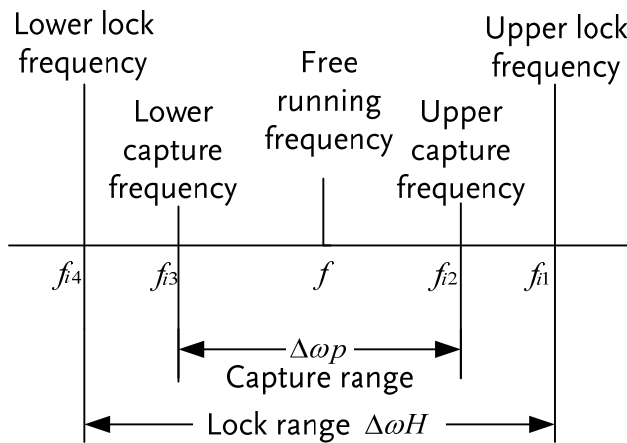 Lower lock
frequency
Lower
capture
frequency
Free
running
frequency
Upper
capture
frequency
Upper lock
frequency
fi4
fi3
f
fi2
fi1
Δωp
Capture range
Lock range ΔωH